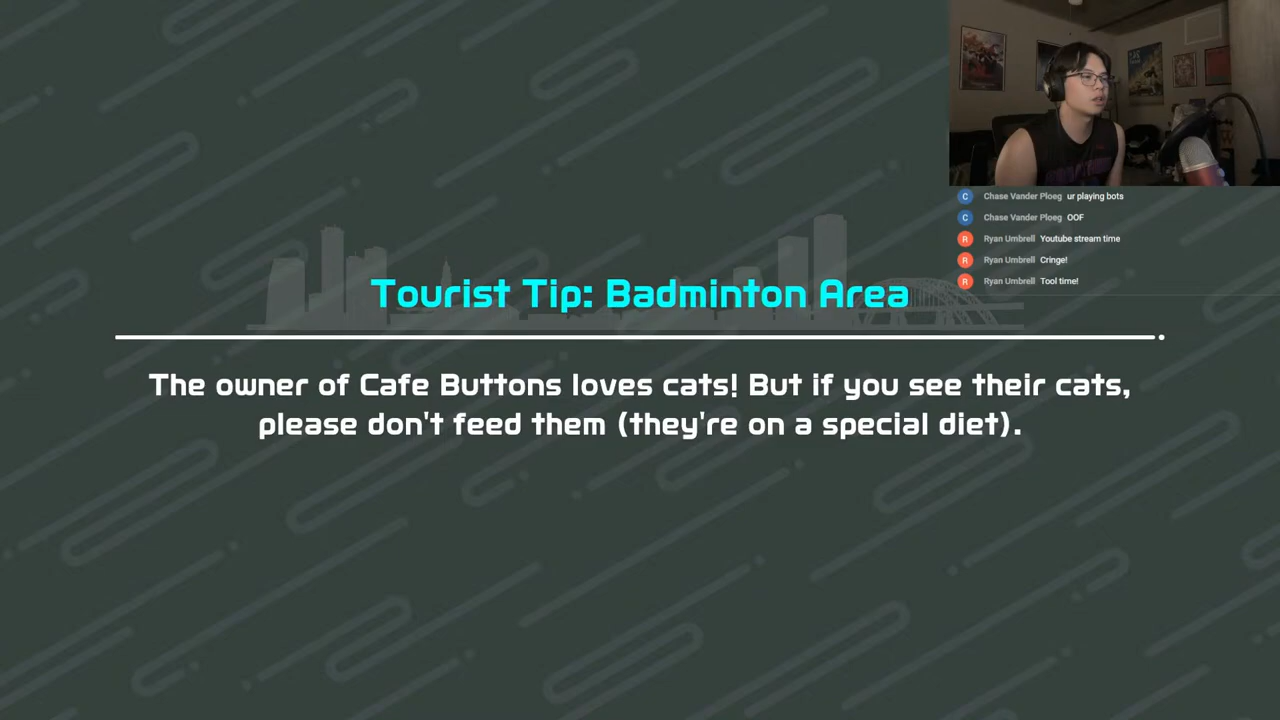 Chase Vander Ploeg ur playing bots
Chase Vander Ploeg OOF
Ryan Umbrell Youtube stream time
Ryan Umbrell Cringe!
Ryan Umbrell Tool time!
Tourist Tip: Badminton Area
The owner of Cafe Buttons loves cats! But if you see their cats,
please don't feed them (they're on a special diet).